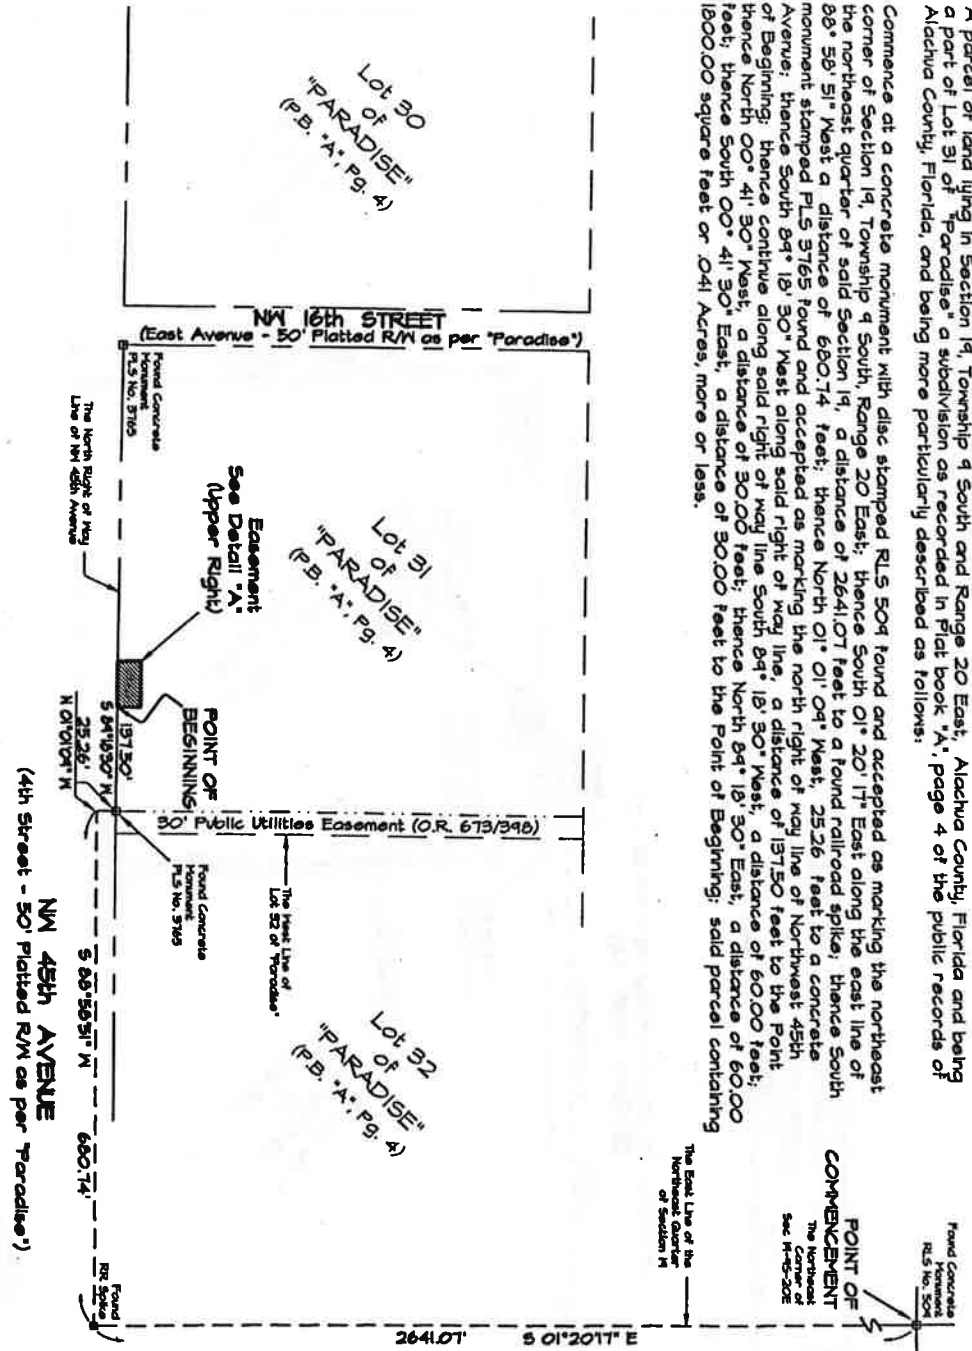 A parcel of land lying in Section 19, Township 9 South and Range 20 East, Alachua County, Florida and being
a part of Lot 31 of "Paradise" a subdivision as recorded in Plat book "A", page 4 of the public records of
Alachua County, Florida, and being more particularly described as follows:
Commence at a concrete monument with disc stamped RLS 509 found and accepted as marking the northeast
corner of Section 19, Township 9 South, Range 20 East; thence South 01° 20' 17" East along the east line of
the northeast quarter of said Section 19, a distance of 2641.07 feet to a found railroad spike; thence South
88° 58' 51" West a distance of 680.74 feet; thence North 01° 01' 09" West, 25.26 feet to a concrete
monument stamped PLS 3765 found and accepted as marking the north right of way line of Northwest 45th
Avenue; thence South 89° 18' 30" West along said right of way line, a distance of 137.50 feet to the Point
of Beginning; thence continue along said right of way line South 89° 18' 30" West, a distance of 60.00 feet;
thence North 00° 41' 30" West, a distance of 30.00 feet; thence North 89° 18' 30" East, a distance of 60.00
feet; thence South 00° 41' 30" East, a distance of 30.00 feet to the Point of Beginning; said parcel containing
1800.00 square feet or .041 Acres, more or less.
Found Concrete
Monument
RLS No. 509
POINT OF
COMMENCEMENT
The Northeast
Corner of
Sec 19-9S-20E
The East Line of the
Northeast Quarter
of Section 19
S 01°20'17" E
2641.07'
Lot 30
of
"PARADISE"
(P.B. "A", Pg. 4)
NW 16th STREET
(East Avenue - 50' Platted R/W as per "Paradise")
Lot 31
of
"PARADISE"
(P.B. "A", Pg. 4)
Lot 32
of
"PARADISE"
(P.B. "A", Pg. 4)
Easement
See Detail "A"
(Upper Right)
POINT OF
BEGINNING
30' Public Utilities Easement (O.R. 673/398)
The West Line of
Lot 32 of "Paradise"
Found Concrete
Monument
PLS No. 3765
The North Right of Way
Line of NW 45th Avenue
137.50'
S 89°18'30" W
25.26'
N 01°01'09" W
Found Concrete
Monument
PLS No. 3765
S 88°58'51" W 680.74'
Found
RR Spike
NW 45th AVENUE
(4th Street - 50' Platted R/W as per "Paradise")